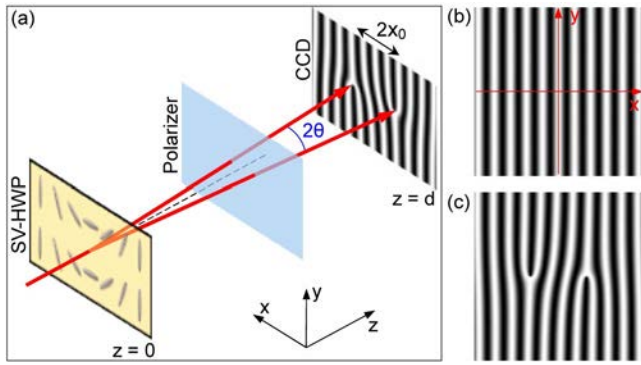 (a)
CCD
2x₀
Polarizer
2θ
SV-HWP
z = d
z = 0
x
y
z
(b)
y
x
(c)